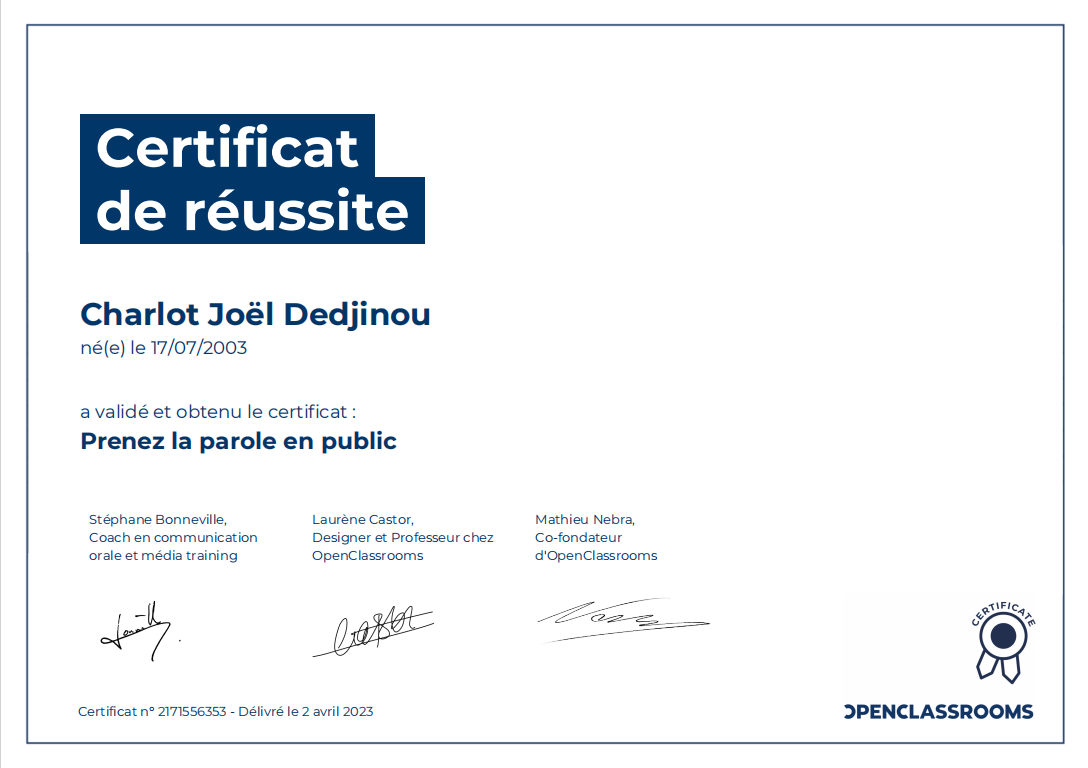 Certificat
de réussite
Charlot Joël Dedjinou
né(e) le 17/07/2003
a validé et obtenu le certificat :
Prenez la parole en public
Stéphane Bonneville,
Coach en communication
orale et média training
Laurène Castor,
Designer et Professeur chez
OpenClassrooms
Mathieu Nebra,
Co-fondateur
d'OpenClassrooms
CERTIFICATE
Certificat n° 2171556353 - Délivré le 2 avril 2023
OPENCLASSROOMS